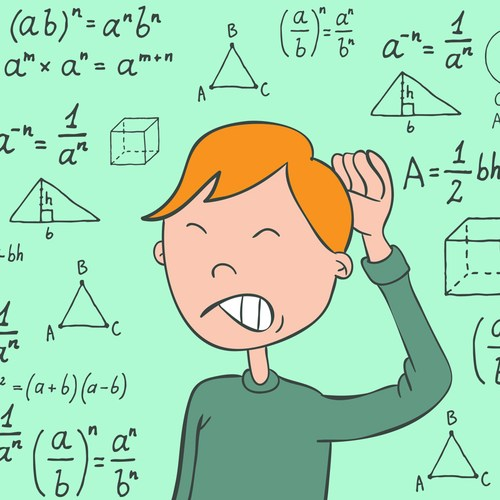 (ab)ⁿ = aⁿbⁿ
aᵐ × aⁿ = aᵐ⁺ⁿ
B
A C
(a/b)ⁿ = aⁿ/bⁿ
a⁻ⁿ = 1/aⁿ
h
b
a⁻ⁿ = 1/aⁿ
A = 1/2 bh
h
b
bh
B
A C
1/aⁿ
² = (a+b)(a-b)
1/aⁿ
(a/b)ⁿ = aⁿ/bⁿ
B
A C